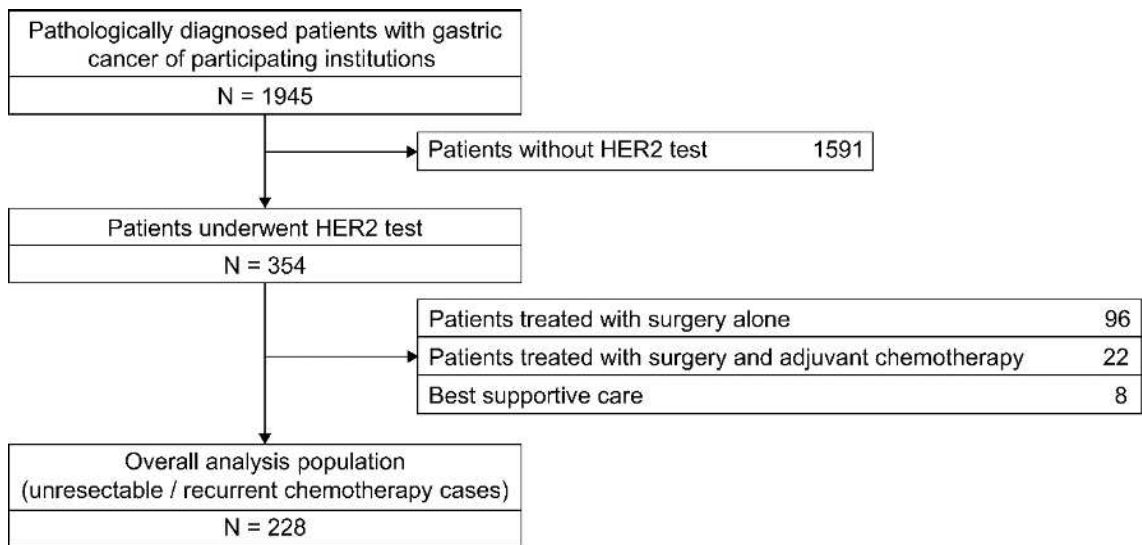 Pathologically diagnosed patients with gastric
cancer of participating institutions
N = 1945
Patients without HER2 test 1591
Patients underwent HER2 test
N = 354
Patients treated with surgery alone 96
Patients treated with surgery and adjuvant chemotherapy 22
Best supportive care 8
Overall analysis population
(unresectable / recurrent chemotherapy cases)
N = 228